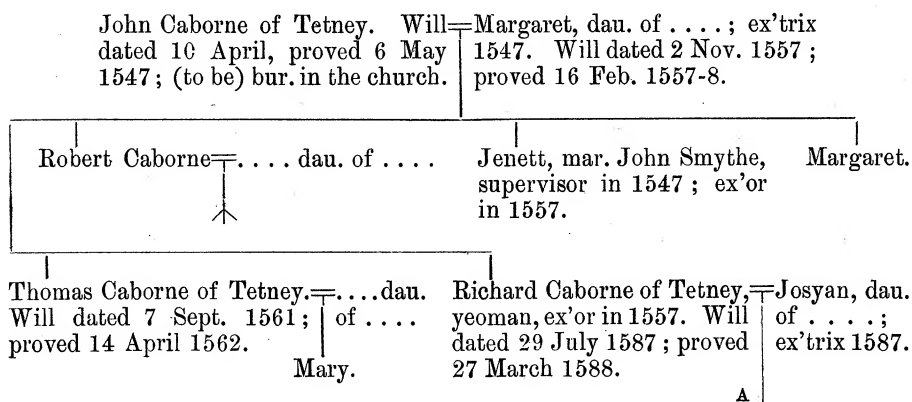 John Caborne of Tetney. Will
dated 10 April, proved 6 May
1547; (to be) bur. in the church.
Margaret, dau. of . . . . ; ex'trix
1547. Will dated 2 Nov. 1557 ;
proved 16 Feb. 1557-8.
Robert Caborne
. . . . dau. of . . . .
Jenett, mar. John Smythe,
supervisor in 1547 ; ex'or
in 1557.
Margaret.
Thomas Caborne of Tetney.
Will dated 7 Sept. 1561 ;
proved 14 April 1562.
. . . . dau.
of . . . .
Mary.
Richard Caborne of Tetney,
yeoman, ex'or in 1557. Will
dated 29 July 1587 ; proved
27 March 1588.
Josyan, dau.
of . . . . ;
ex'trix 1587.
A